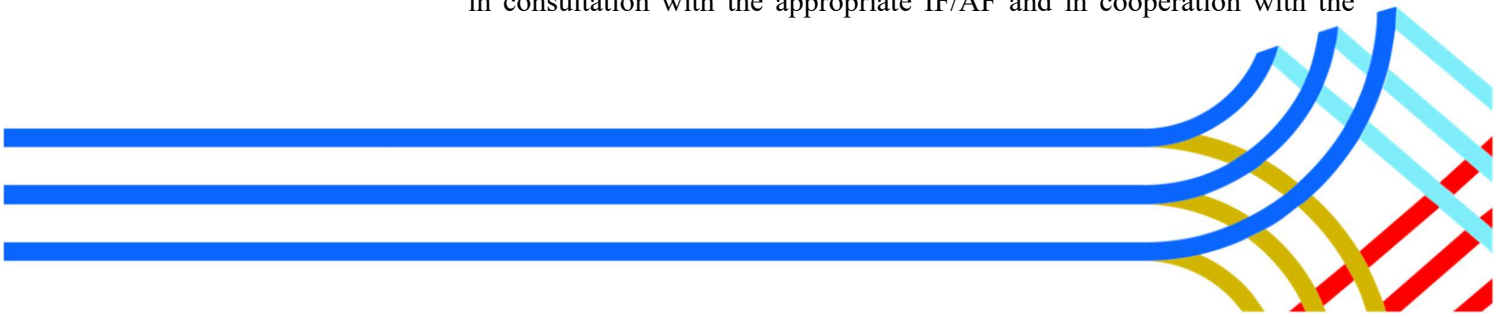 in consultation with the appropriate IF/AF and in cooperation with the